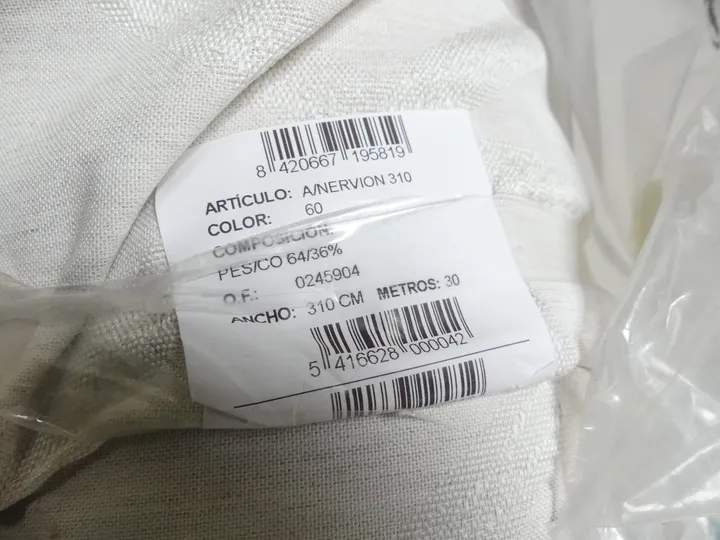 8 420667 195819
ARTÍCULO: A/NERVION 310
COLOR: 60
COMPOSICIÓN:
PES/CO 64/36%
O.F.: 0245904
ANCHO: 310 CM METROS: 30
5 416628 000042